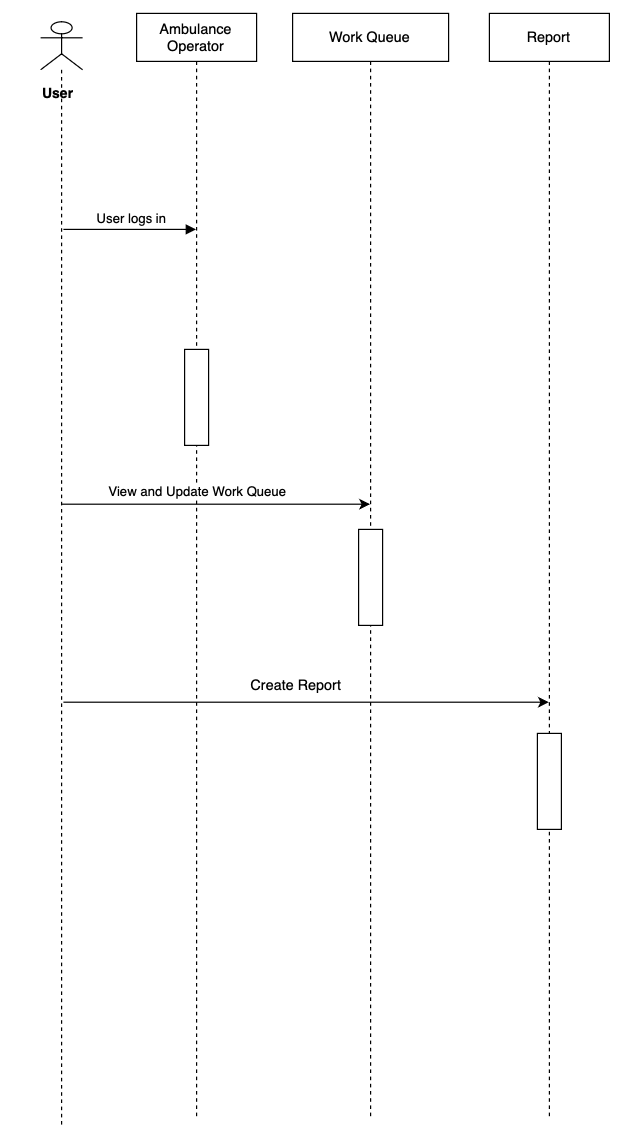 Ambulance
Operator
Work Queue
Report
User
User logs in
View and Update Work Queue
Create Report